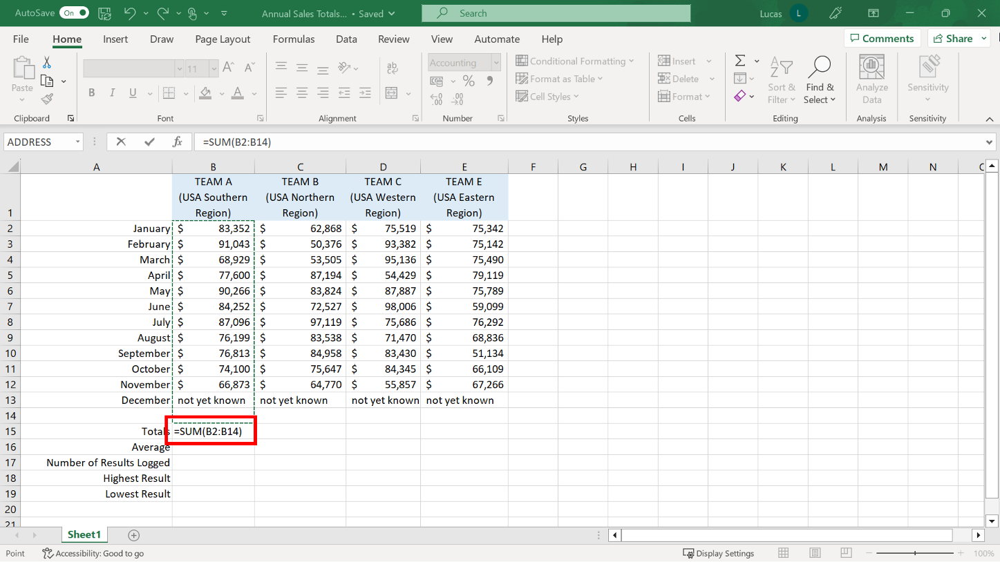 AutoSave On Annual Sales Totals... • Saved Search Lucas L
File Home Insert Draw Page Layout Formulas Data Review View Automate Help Comments Share
Paste
Clipboard
11 A A ab
B I U A
Font
Alignment
Accounting
$ % 9
.00 .00
Number
Conditional Formatting
Format as Table
Cell Styles
Styles
Insert
Delete
Format
Cells
Σ
Sort & Filter
Find & Select
Editing
Analyze Data
Analysis
Sensitivity
Sensitivity
ADDRESS fx =SUM(B2:B14)
A B C D E F G H I J K L M N
TEAM A TEAM B TEAM C TEAM E
(USA Southern (USA Northern (USA Western (USA Eastern
1 Region) Region) Region) Region)
2 January $ 83,352 $ 62,868 $ 75,519 $ 75,342
3 February $ 91,043 $ 50,376 $ 93,382 $ 75,142
4 March $ 68,929 $ 53,505 $ 95,136 $ 75,490
5 April $ 77,600 $ 87,194 $ 54,429 $ 79,119
6 May $ 90,266 $ 83,824 $ 87,887 $ 75,789
7 June $ 84,252 $ 72,527 $ 98,006 $ 59,099
8 July $ 87,096 $ 97,119 $ 75,686 $ 76,292
9 August $ 76,199 $ 83,538 $ 71,470 $ 68,836
10 September $ 76,813 $ 84,958 $ 83,430 $ 51,134
11 October $ 74,100 $ 75,647 $ 84,345 $ 66,109
12 November $ 66,873 $ 64,770 $ 55,857 $ 67,266
13 December not yet known not yet known not yet known not yet known
14
15 Totals =SUM(B2:B14)
16 Average
17 Number of Results Logged
18 Highest Result
19 Lowest Result
20
21
Sheet1
Point Accessibility: Good to go Display Settings 100%